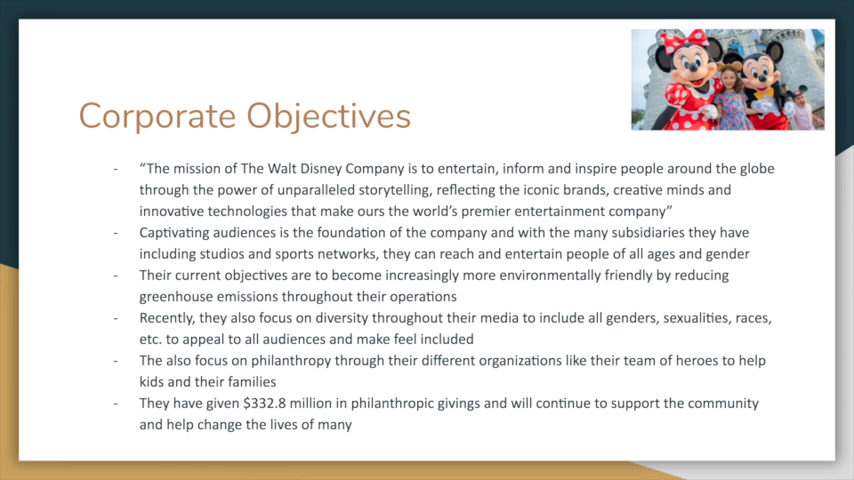 Corporate Objectives
- “The mission of The Walt Disney Company is to entertain, inform and inspire people around the globe
through the power of unparalleled storytelling, reflecting the iconic brands, creative minds and
innovative technologies that make ours the world’s premier entertainment company”
- Captivating audiences is the foundation of the company and with the many subsidiaries they have
including studios and sports networks, they can reach and entertain people of all ages and gender
- Their current objectives are to become increasingly more environmentally friendly by reducing
greenhouse emissions throughout their operations
- Recently, they also focus on diversity throughout their media to include all genders, sexualities, races,
etc. to appeal to all audiences and make feel included
- The also focus on philanthropy through their different organizations like their team of heroes to help
kids and their families
- They have given $332.8 million in philanthropic givings and will continue to support the community
and help change the lives of many